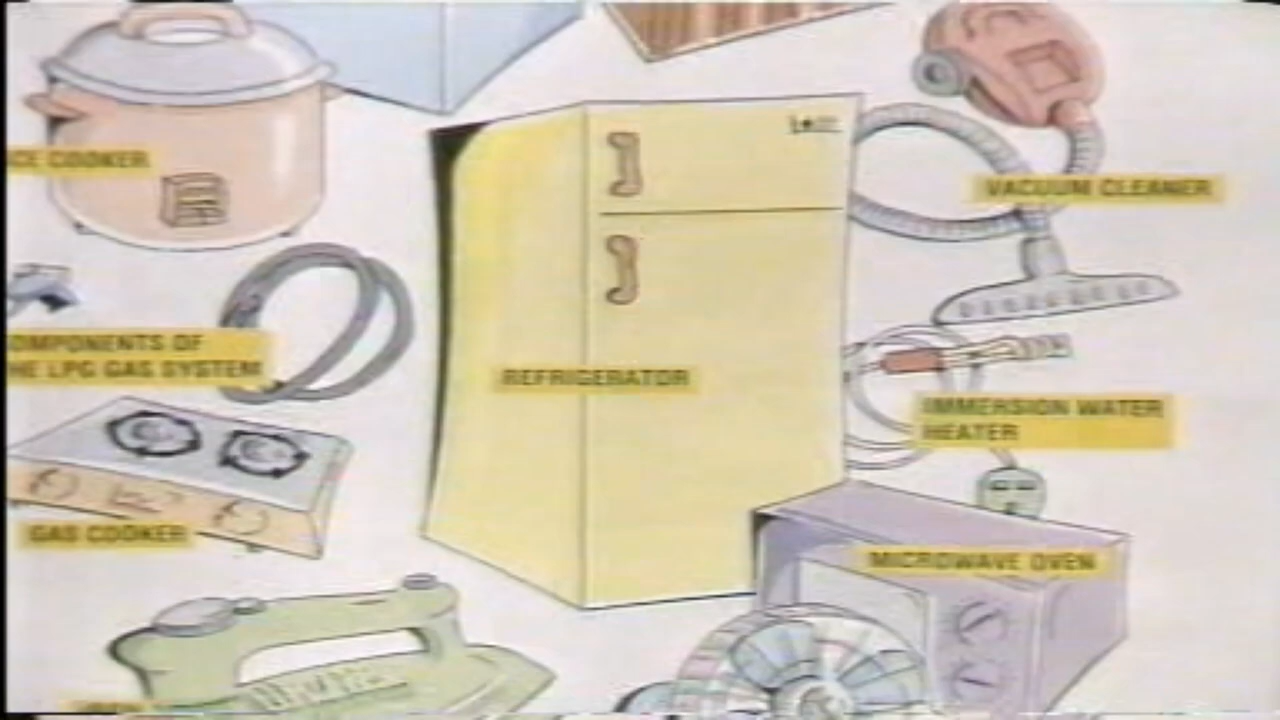 CE COOKER
VACUUM CLEANER
OMPONENTS OF
HE LPG GAS SYSTEM
REFRIGERATOR
IMMERSION WATER
HEATER
GAS COOKER
MICROWAVE OVEN